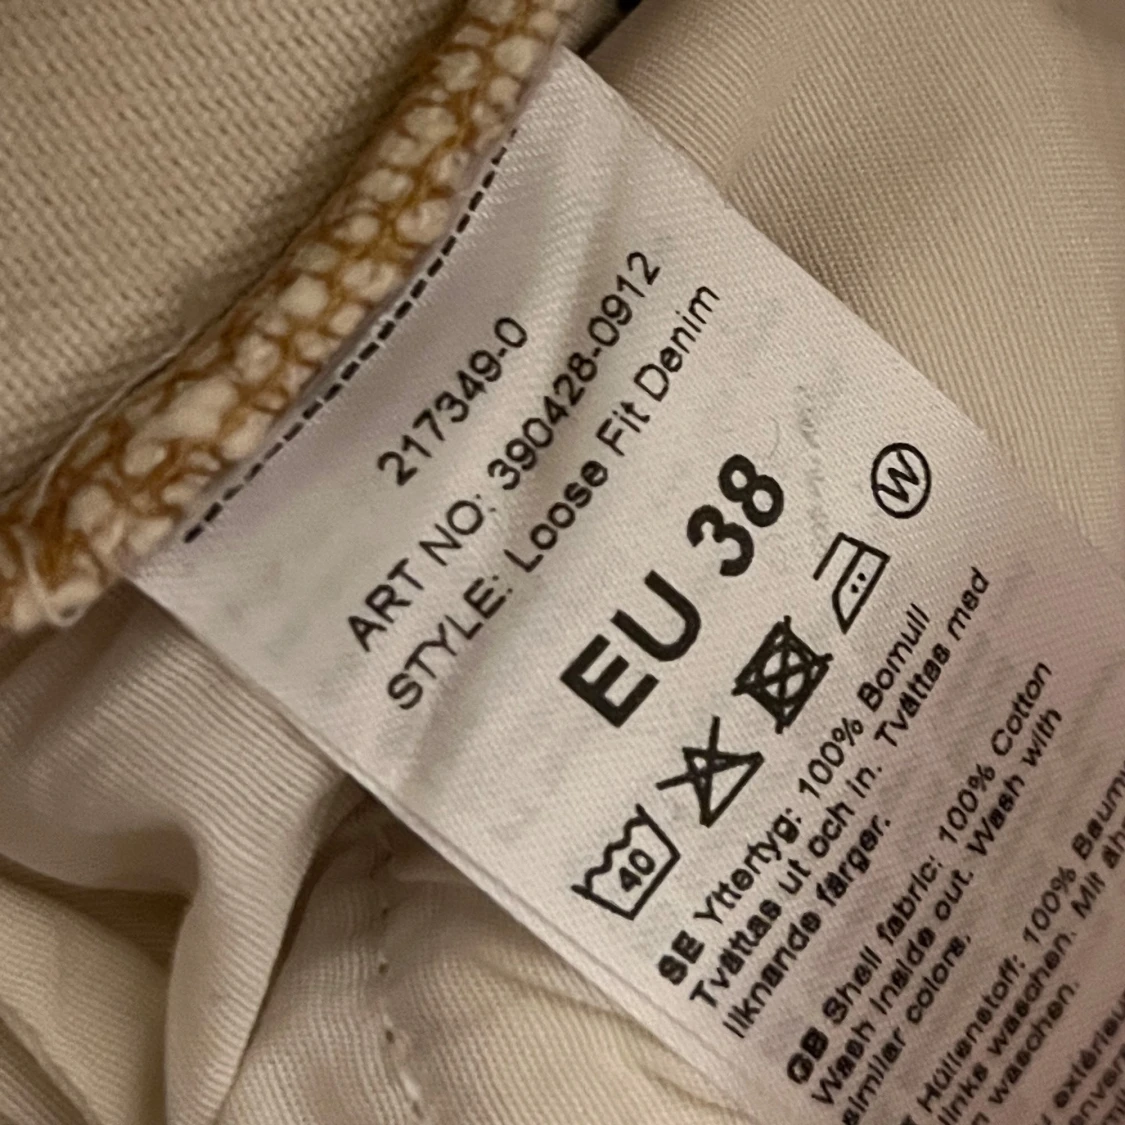 217349-0
ART NO: 390428-0912
STYLE: Loose Fit Denim
EU 38
40
W
SE Yttertyg: 100% Bomull
Tvättas ut och in. Tvättas med
liknande färger.
GB Shell fabric: 100% Cotton
Wash inside out. Wash with
similar colors.
Hüllenstoff: 100%
links waschen. Mit
waschen.